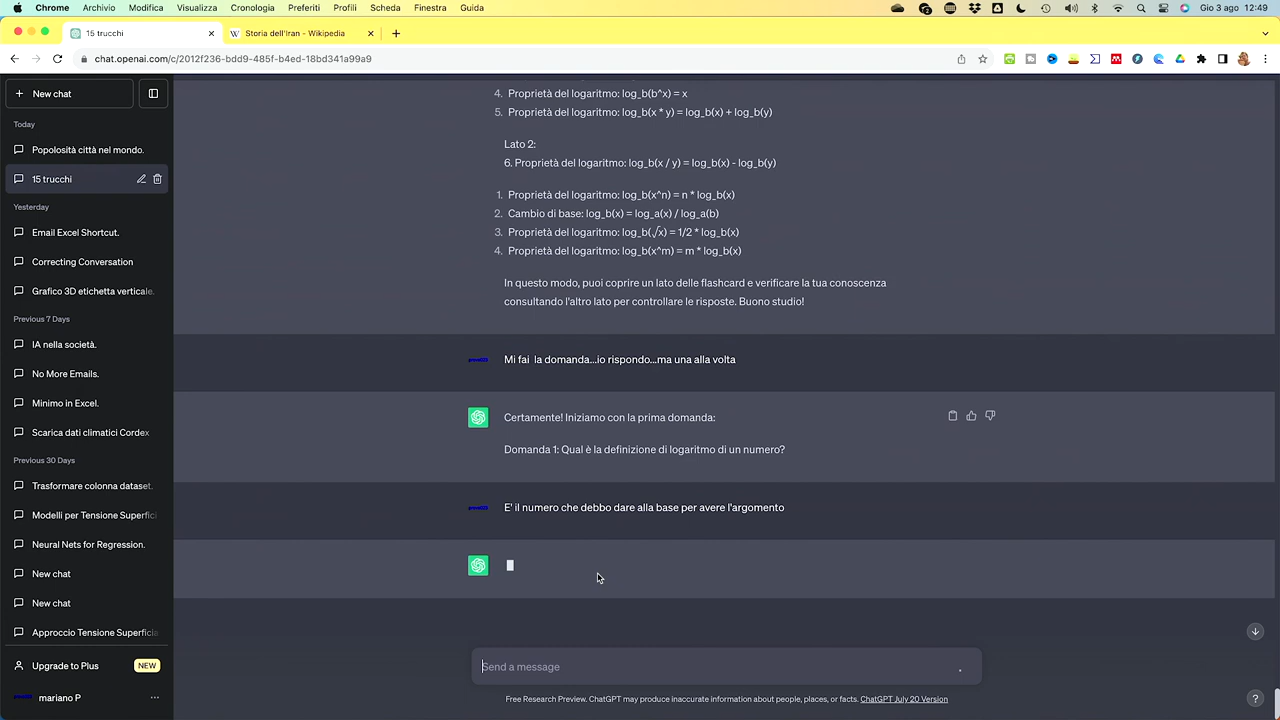 Chrome Archivio Modifica Visualizza Cronologia Preferiti Profili Scheda Finestra Guida Gio 3 ago 12:49
15 trucchi Storia dell'Iran - Wikipedia
chat.openai.com/c/2012f236-bdd9-485f-b4ed-18bd341a99a9
New chat
Today
Popolosità città nel mondo.
15 trucchi
Yesterday
Email Excel Shortcut.
Correcting Conversation
Grafico 3D etichetta verticale.
Previous 7 Days
IA nella società.
No More Emails.
Minimo in Excel.
Scarica dati climatici Cordex
Previous 30 Days
Trasformare colonna dataset.
Modelli per Tensione Superfici
Neural Nets for Regression.
New chat
New chat
Approccio Tensione Superficia
Upgrade to Plus NEW
mariano P
4. Proprietà del logaritmo: log_b(b^x) = x
5. Proprietà del logaritmo: log_b(x * y) = log_b(x) + log_b(y)
Lato 2:
6. Proprietà del logaritmo: log_b(x / y) = log_b(x) - log_b(y)
1. Proprietà del logaritmo: log_b(x^n) = n * log_b(x)
2. Cambio di base: log_b(x) = log_a(x) / log_a(b)
3. Proprietà del logaritmo: log_b(√x) = 1/2 * log_b(x)
4. Proprietà del logaritmo: log_b(x^m) = m * log_b(x)
In questo modo, puoi coprire un lato delle flashcard e verificare la tua conoscenza
consultando l'altro lato per controllare le risposte. Buono studio!
Mi fai la domanda...io rispondo...ma una alla volta
Certamente! Iniziamo con la prima domanda:
Domanda 1: Qual è la definizione di logaritmo di un numero?
E' il numero che debbo dare alla base per avere l'argomento
Send a message
Free Research Preview. ChatGPT may produce inaccurate information about people, places, or facts. ChatGPT July 20 Version
?